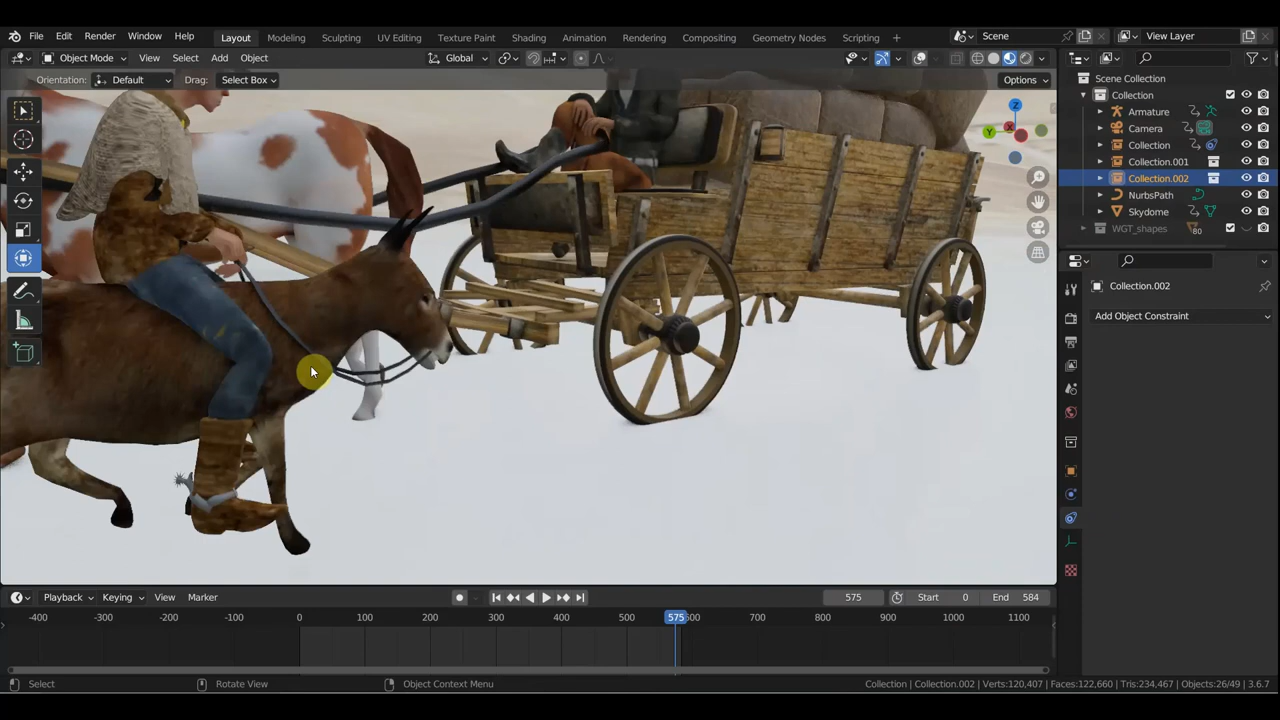 File Edit Render Window Help Layout Modeling Sculpting UV Editing Texture Paint Shading Animation Rendering Compositing Geometry Nodes Scripting + Scene View Layer
Object Mode View Select Add Object Global
Orientation: Default Drag: Select Box Options
Scene Collection
Collection
Armature
Camera
Collection
Collection.001
Collection.002
NurbsPath
Skydome
WGT_shapes 80
Z
Y
X
Collection.002
Add Object Constraint
Playback Keying View Marker 575 Start 0 End 584
-400 -300 -200 -100 0 100 200 300 400 500 575 600 700 800 900 1000 1100
Select Rotate View Object Context Menu Collection | Collection.002 | Verts:120,407 | Faces:122,660 | Tris:234,467 | Objects:26/49 | 3.6.7